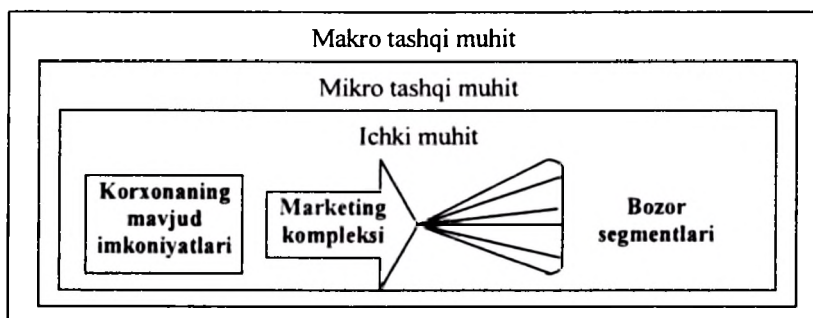 Makro tashqi muhit
Mikro tashqi muhit
Ichki muhit
Korxonaning
mavjud
imkoniyatlari
Marketing
kompleksi
Bozor
segmentlari